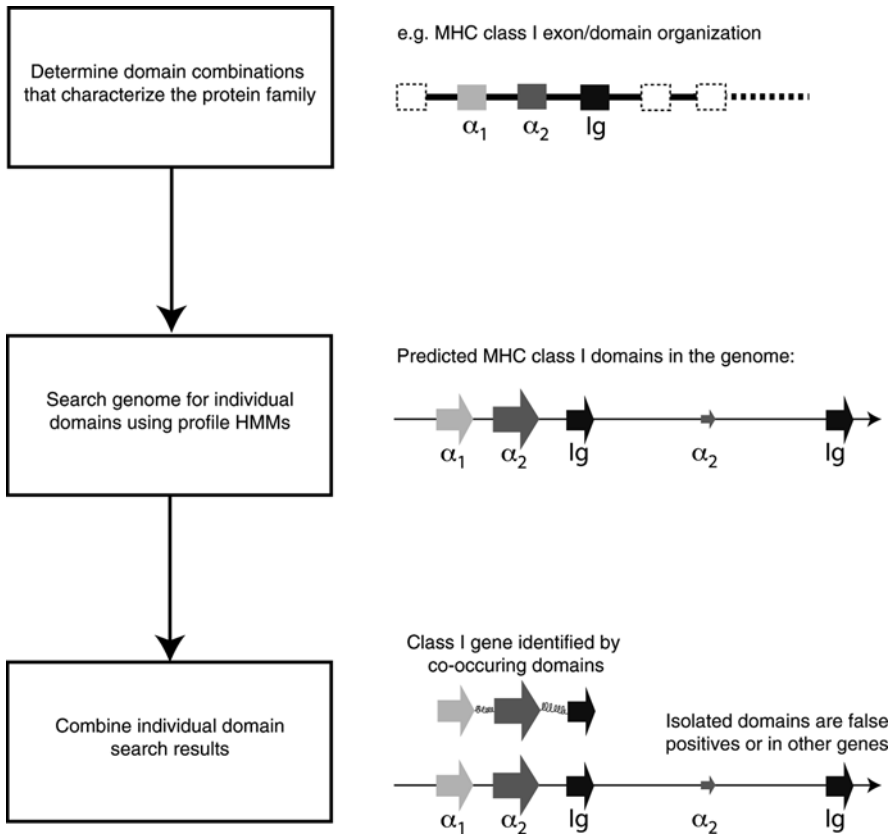 Determine domain combinations
that characterize the protein family
e.g. MHC class I exon/domain organization
α1 α2 Ig
Search genome for individual
domains using profile HMMs
Predicted MHC class I domains in the genome:
α1 α2 Ig α2 Ig
Combine individual domain
search results
Class I gene identified by
co-occuring domains
Isolated domains are false
positives or in other genes
α1 α2 Ig α2 Ig